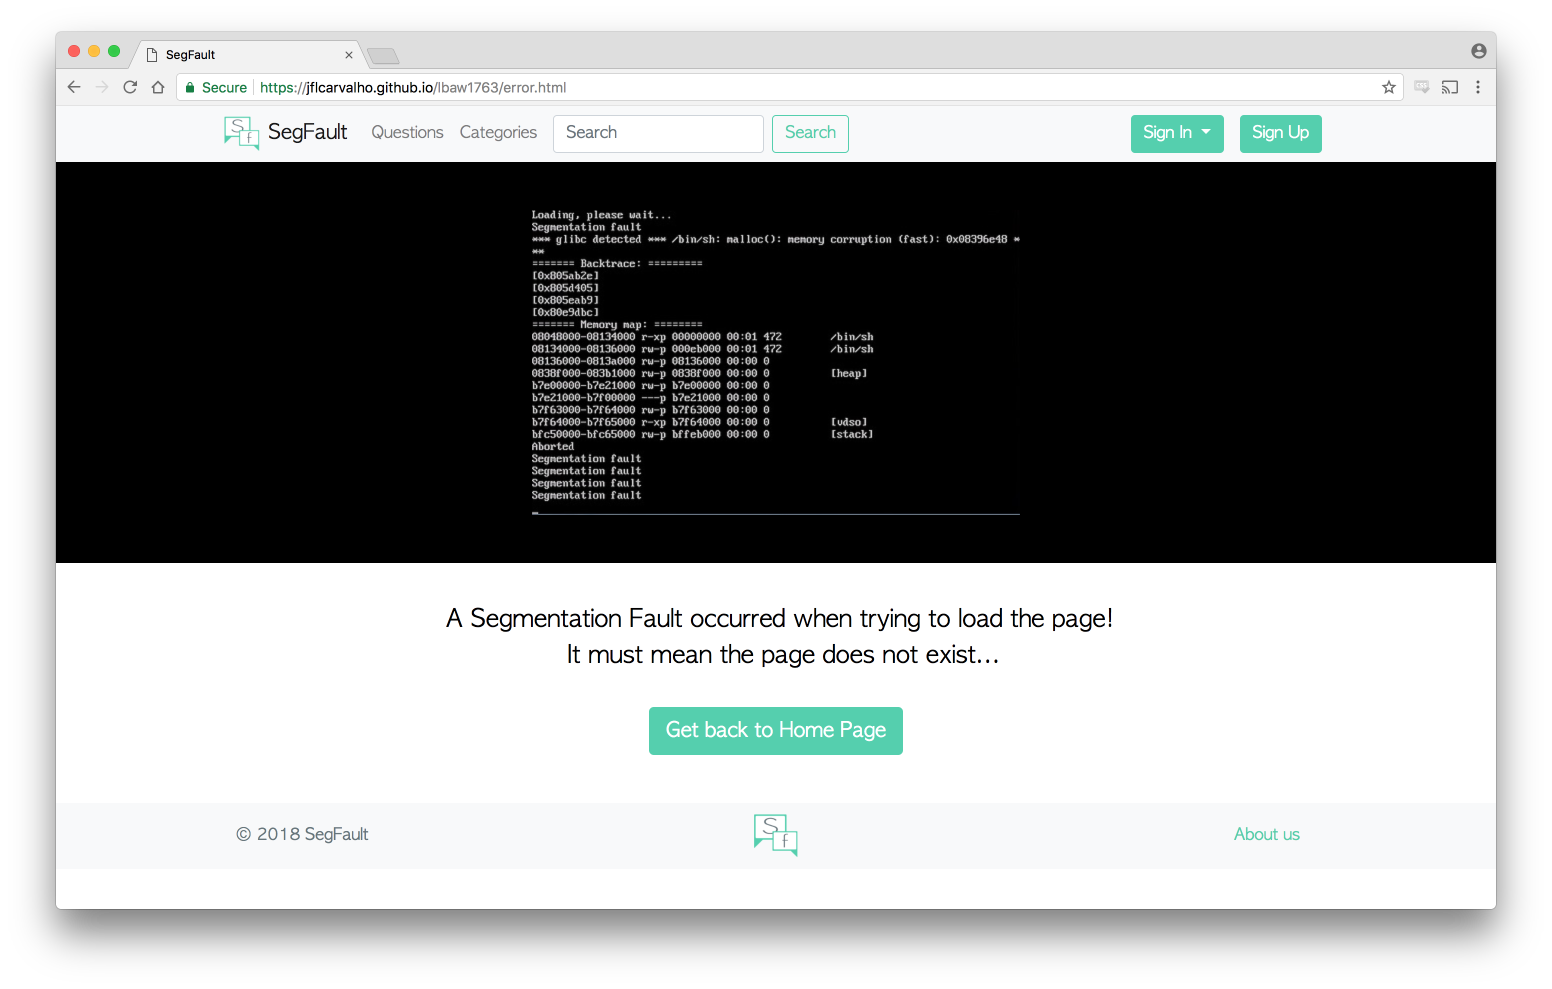 SegFault
Secure https://jflcarvalho.github.io/lbaw1763/error.html
S f SegFault Questions Categories Search Search Sign In Sign Up
Loading, please wait...
Segmentation fault
*** glibc detected *** /bin/sh: malloc(): memory corruption (fast): 0x08396e48 *
**
======= Backtrace: =========
[0x805ab2e]
[0x805d405]
[0x805eab9]
[0x80e9dbc]
======= Memory map: ========
08048000-08134000 r-xp 00000000 00:01 472 /bin/sh
08134000-08136000 rw-p 000eb000 00:01 472 /bin/sh
08136000-0813a000 rw-p 08136000 00:00 0
0838f000-083b1000 rw-p 0838f000 00:00 0 [heap]
b7e00000-b7e21000 rw-p b7e00000 00:00 0
b7e21000-b7f00000 ---p b7e21000 00:00 0
b7f63000-b7f64000 rw-p b7f63000 00:00 0
b7f64000-b7f65000 r-xp b7f64000 00:00 0 [vdso]
bfc50000-bfc65000 rw-p bffeb000 00:00 0 [stack]
Aborted
Segmentation fault
Segmentation fault
Segmentation fault
Segmentation fault
A Segmentation Fault occurred when trying to load the page!
It must mean the page does not exist...
Get back to Home Page
© 2018 SegFault S f About us